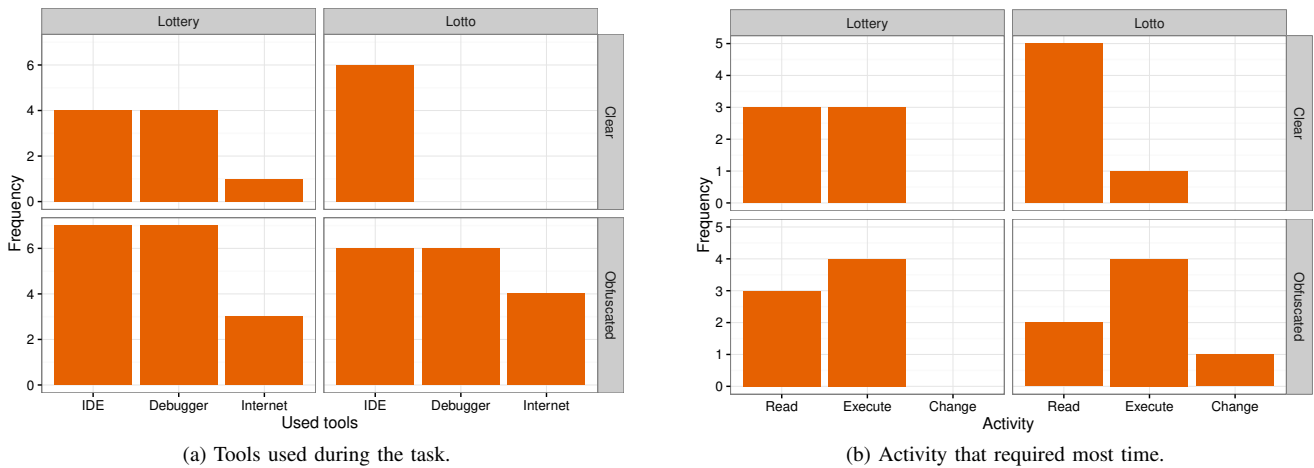 Lottery
Lotto
Frequency
6
4
2
0
Clear
6
4
2
0
Obfuscated
IDE Debugger Internet
IDE Debugger Internet
Used tools
(a) Tools used during the task.
Lottery
Lotto
Frequency
5
4
3
2
1
0
Clear
5
4
3
2
1
0
Obfuscated
Read Execute Change
Read Execute Change
Activity
(b) Activity that required most time.